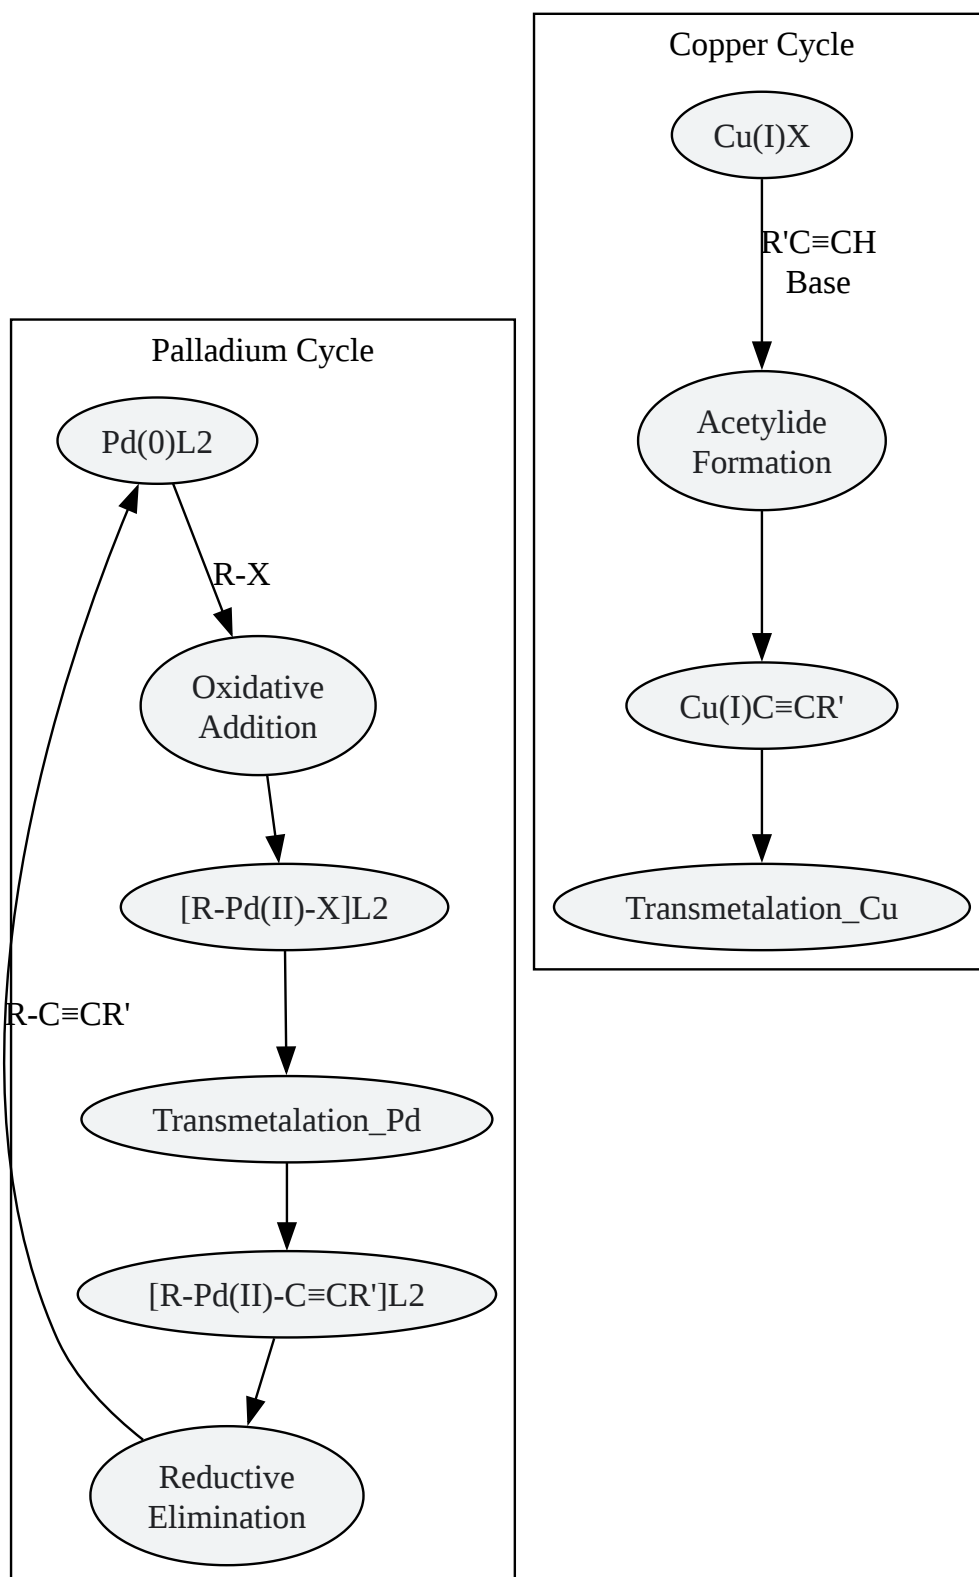 Copper Cycle
Cu(I)X
R'C≡CH
Base
Acetylide
Formation
Cu(I)C≡CR'
Transmetalation_Cu
Palladium Cycle
Pd(0)L2
R-X
Oxidative
Addition
[R-Pd(II)-X]L2
R-C≡CR'
Transmetalation_Pd
[R-Pd(II)-C≡CR']L2
Reductive
Elimination